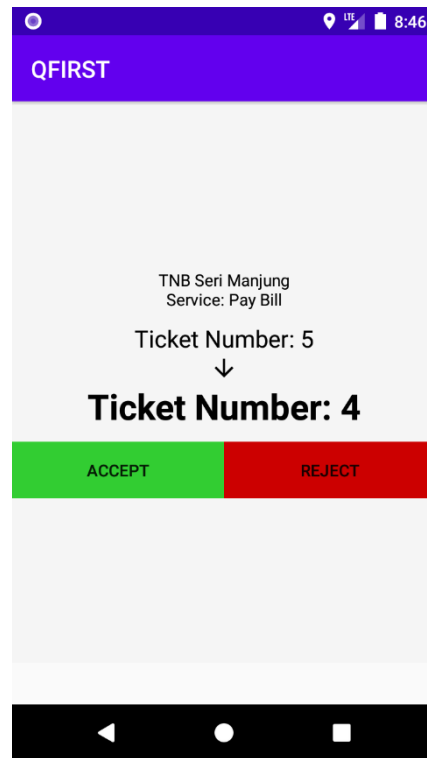 LTE 8:46
QFIRST
TNB Seri Manjung
Service: Pay Bill
Ticket Number: 5
↓
Ticket Number: 4
ACCEPT REJECT